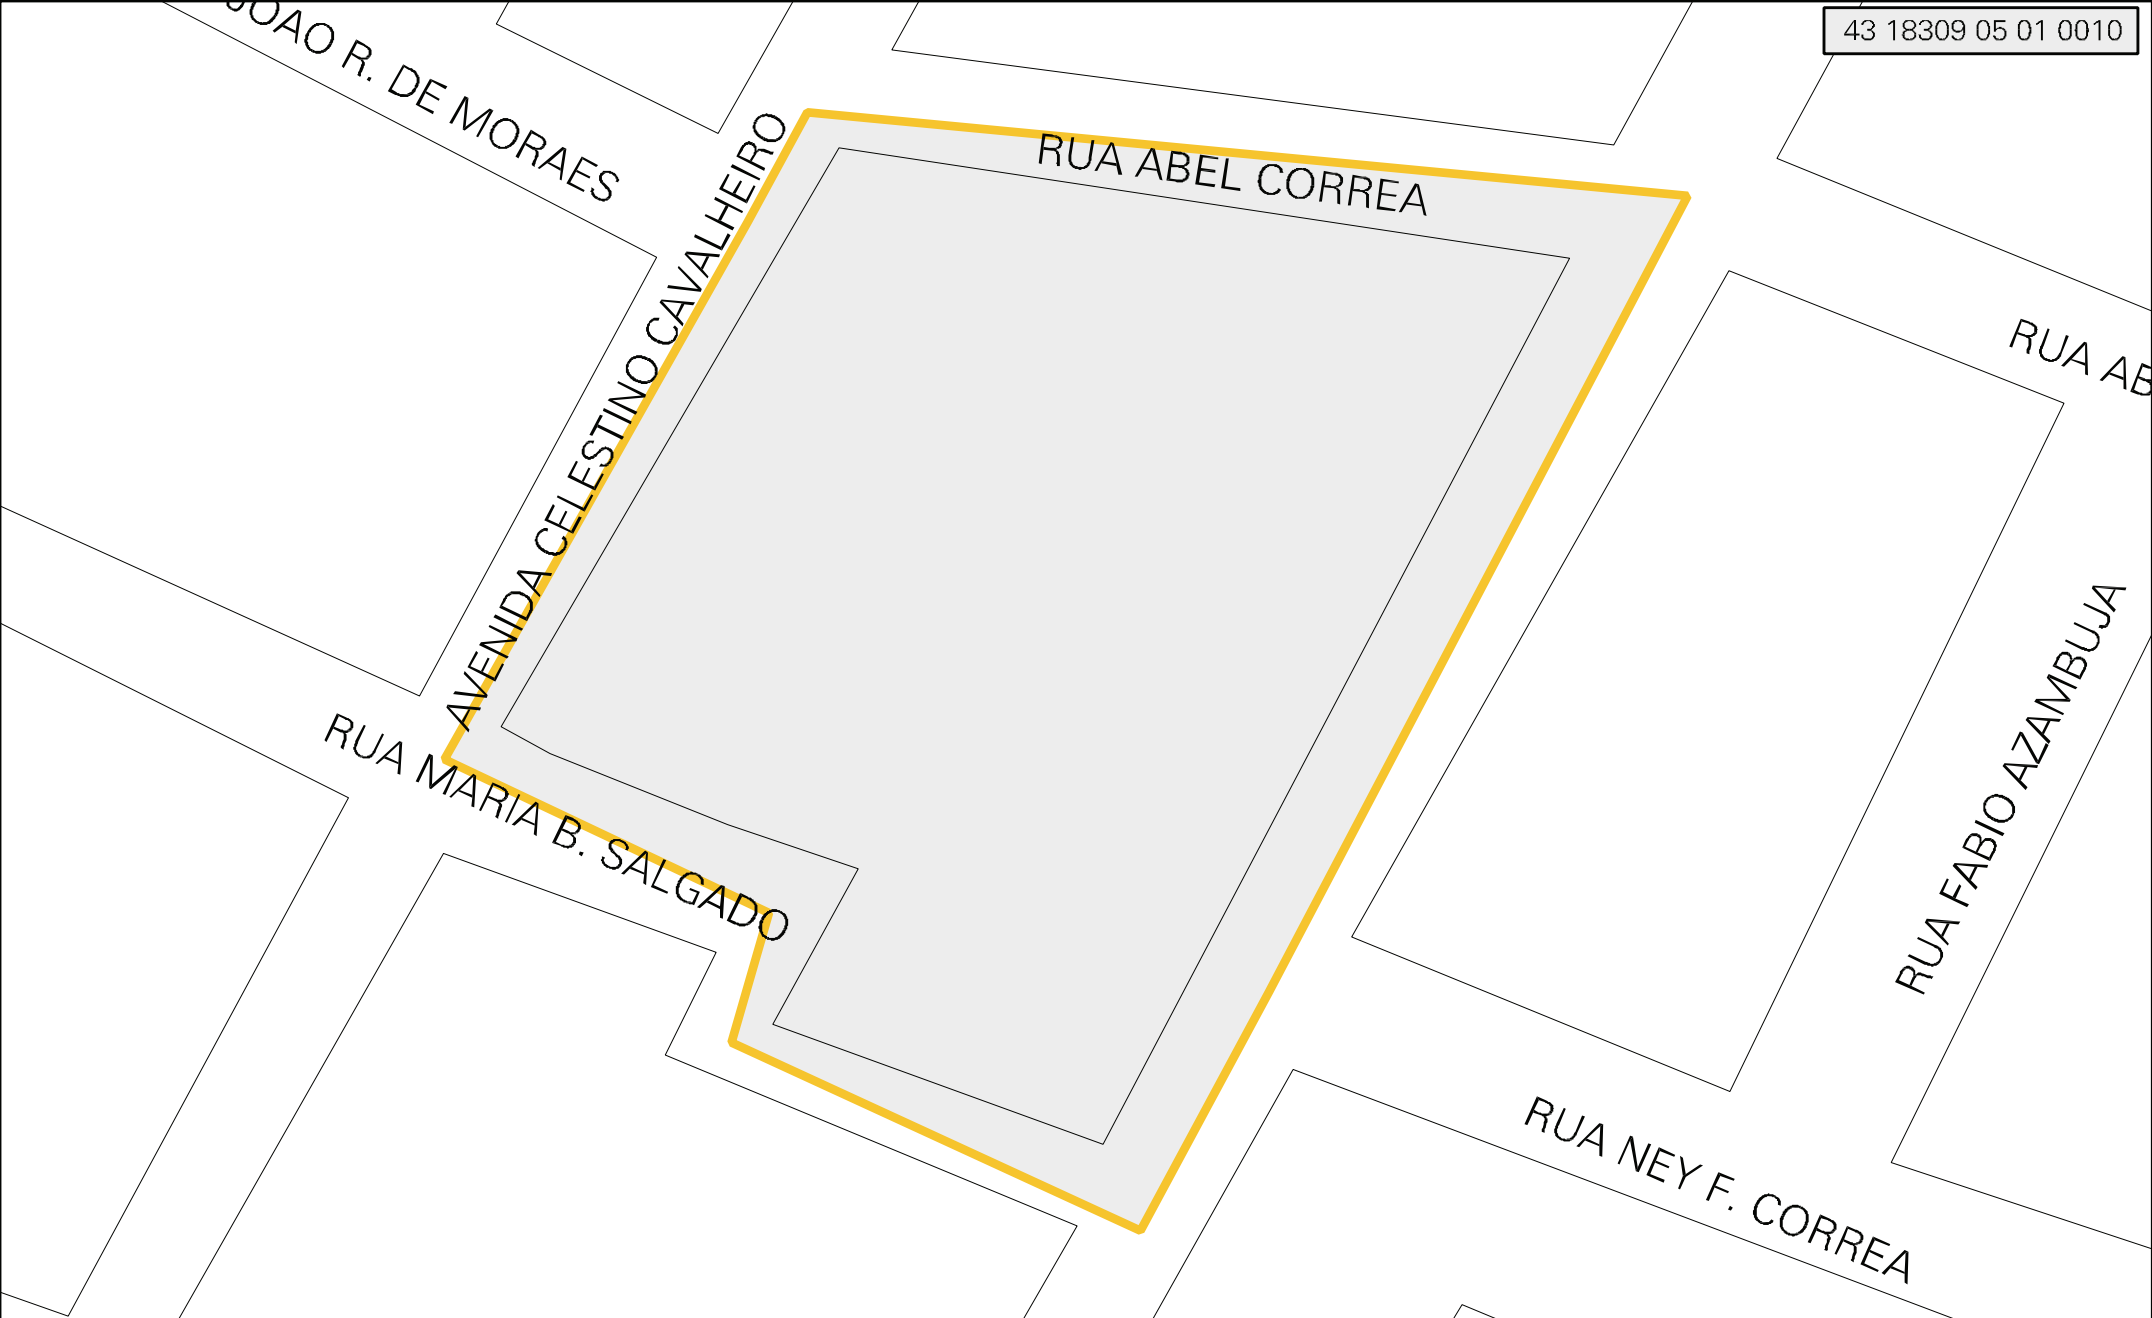 43 18309 05 01 0010
JOAO R. DE MORAES
RUA ABEL CORREA
AVENIDA CELESTINO CAVALHEIRO
RUA AB
RUA MARIA B. SALGADO
RUA FABIO AZAMBUJA
RUA NEY F. CORREA